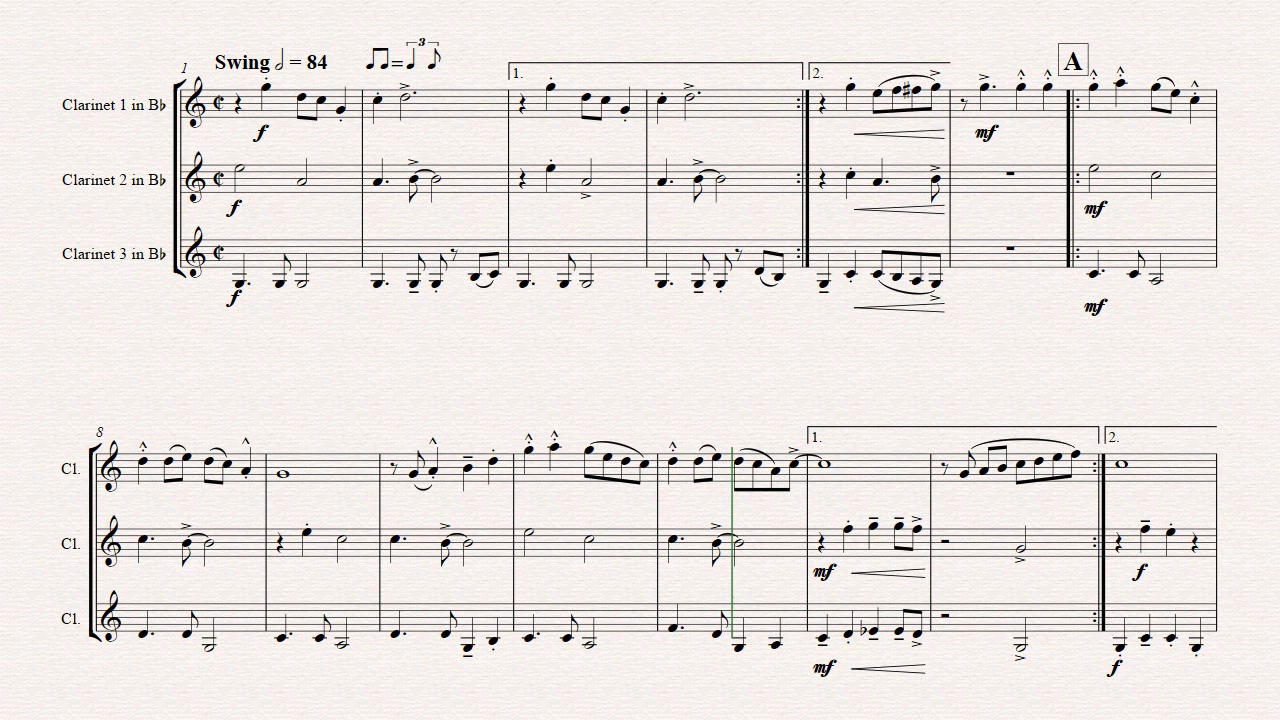 1
Swing 𝅗𝅥 = 84 ♫=♩ ♪ 3
1. 2. A
Clarinet 1 in B♭
f mf
Clarinet 2 in B♭
f mf
Clarinet 3 in B♭
f mf
8
1. 2.
Cl.
Cl.
mf f
Cl.
mf f